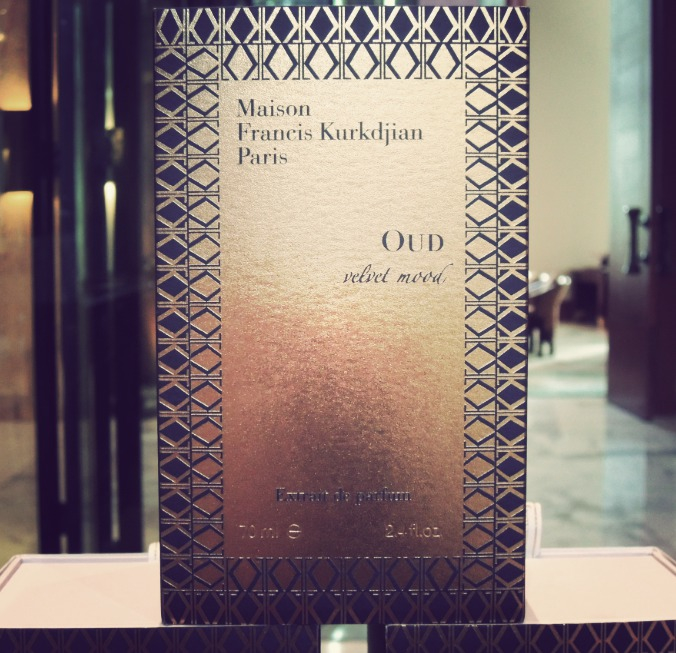 Maison
Francis Kurkdjian
Paris
OUD
velvet mood
Extrait de parfum
70 ml ℮ 2.4 fl.oz